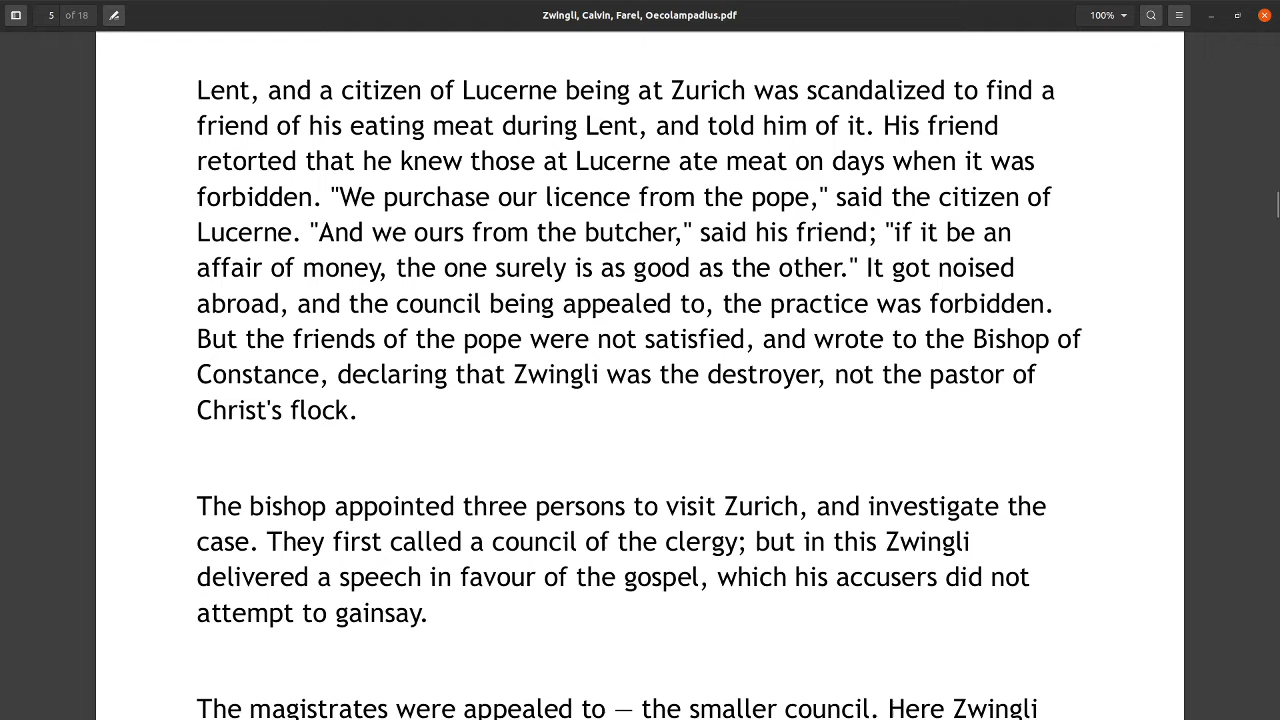 5 of 18
Zwingli, Calvin, Farel, Oecolampadius.pdf
100%
Lent, and a citizen of Lucerne being at Zurich was scandalized to find a
friend of his eating meat during Lent, and told him of it. His friend
retorted that he knew those at Lucerne ate meat on days when it was
forbidden. "We purchase our licence from the pope," said the citizen of
Lucerne. "And we ours from the butcher," said his friend; "if it be an
affair of money, the one surely is as good as the other." It got noised
abroad, and the council being appealed to, the practice was forbidden.
But the friends of the pope were not satisfied, and wrote to the Bishop of
Constance, declaring that Zwingli was the destroyer, not the pastor of
Christ's flock.
The bishop appointed three persons to visit Zurich, and investigate the
case. They first called a council of the clergy; but in this Zwingli
delivered a speech in favour of the gospel, which his accusers did not
attempt to gainsay.
The magistrates were appealed to — the smaller council. Here Zwingli